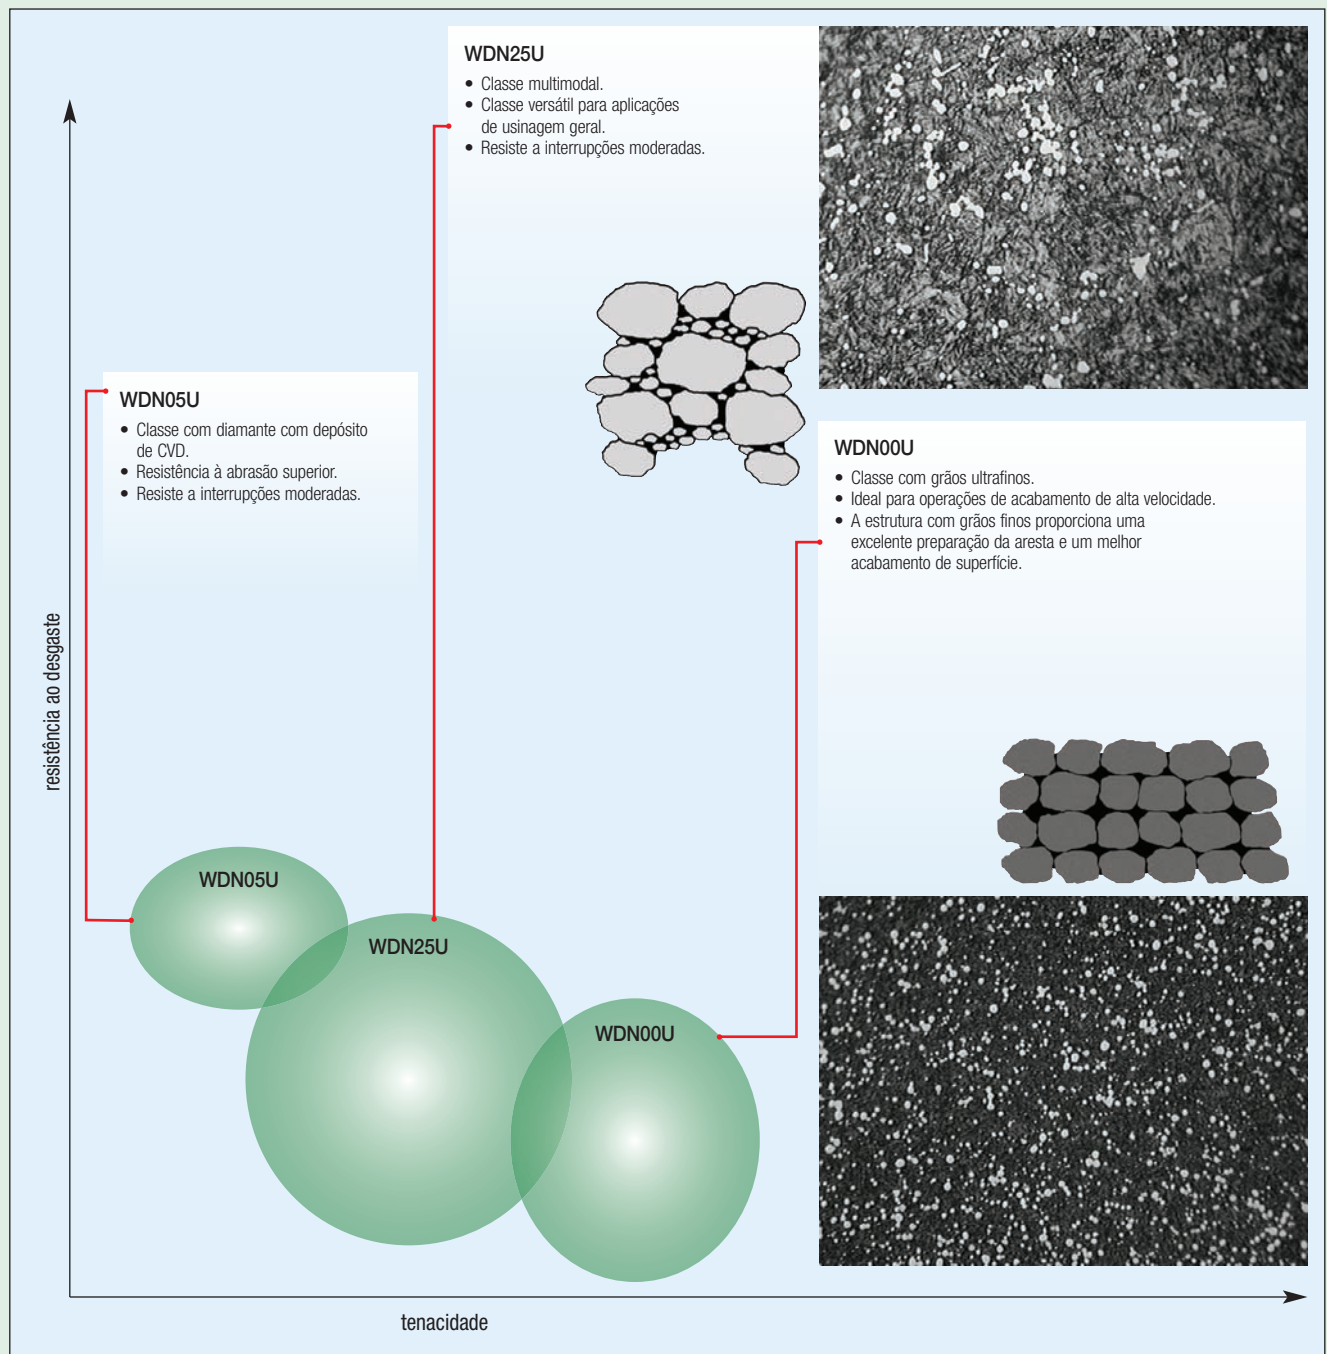 WDN25U
• Classe multimodal.
• Classe versátil para aplicações
de usinagem geral.
• Resiste a interrupções moderadas.
WDN05U
• Classe com diamante com depósito
de CVD.
• Resistência à abrasão superior.
• Resiste a interrupções moderadas.
WDN00U
• Classe com grãos ultrafinos.
• Ideal para operações de acabamento de alta velocidade.
• A estrutura com grãos finos proporciona uma
excelente preparação da aresta e um melhor
acabamento de superfície.
resistência ao desgaste
WDN05U
WDN25U
WDN00U
tenacidade